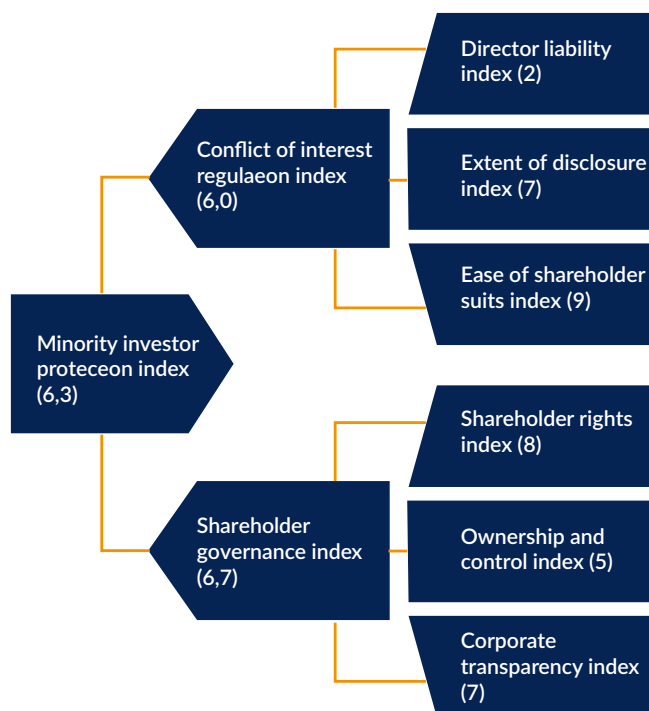 Director liability
index (2)
Conflict of interest
regulaeon index
(6,0)
Extent of disclosure
index (7)
Ease of shareholder
suits index (9)
Minority investor
proteceon index
(6,3)
Shareholder rights
index (8)
Shareholder
governance index
(6,7)
Ownership and
control index (5)
Corporate
transparency index
(7)